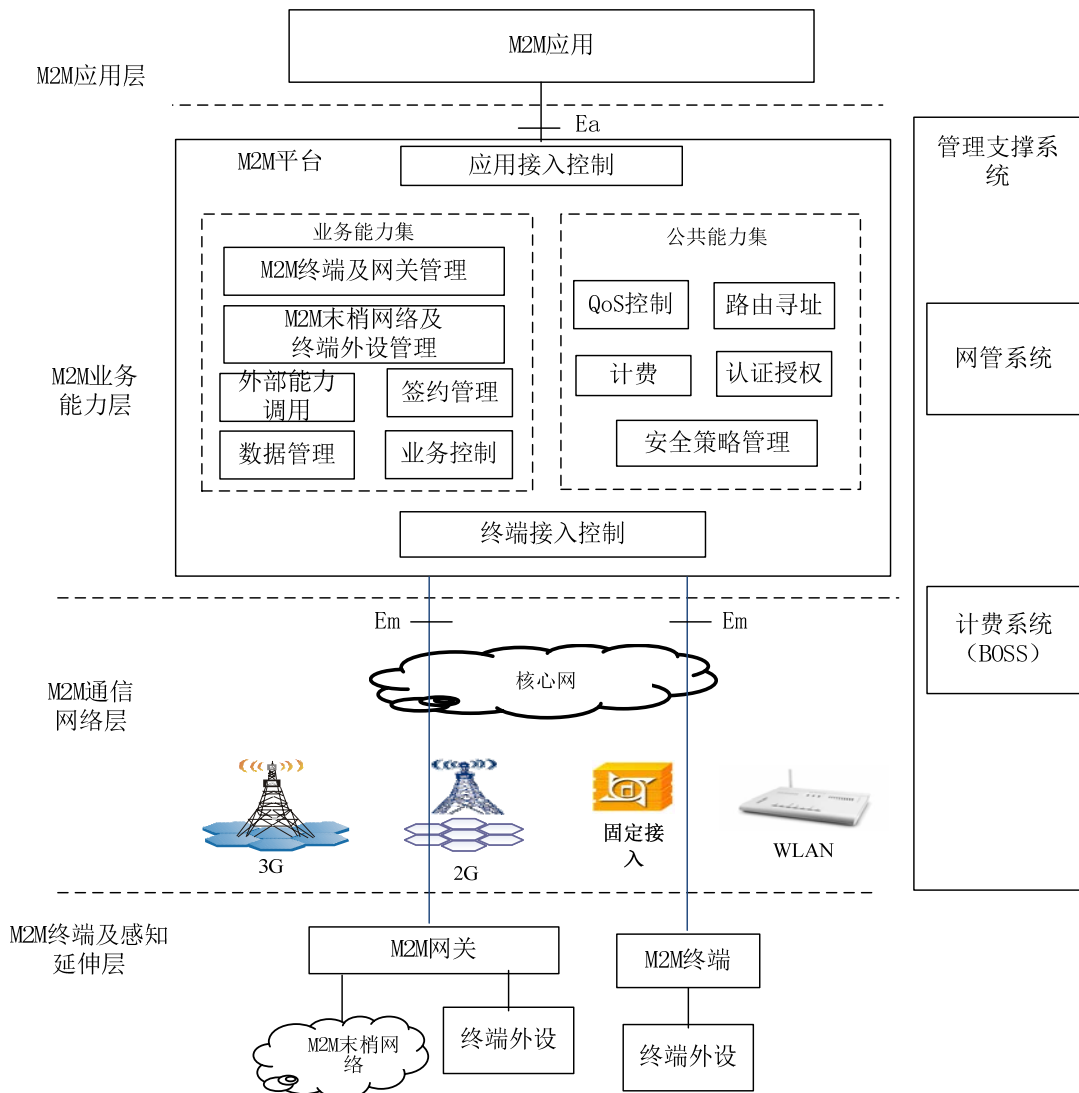 M2M应用
M2M应用层
Ea
M2M平台
应用接入控制
管理支撑系
统
业务能力集
公共能力集
M2M终端及网关管理
QoS控制
路由寻址
M2M末梢网络及
终端外设管理
网管系统
M2M业务
能力层
外部能力
调用
签约管理
计费
认证授权
数据管理
业务控制
安全策略管理
终端接入控制
Em
Em
计费系统
（BOSS）
核心网
M2M通信
网络层
3G
2G
固定接
入
WLAN
M2M终端及感知
延伸层
M2M网关
M2M终端
M2M末梢网
络
终端外设
终端外设